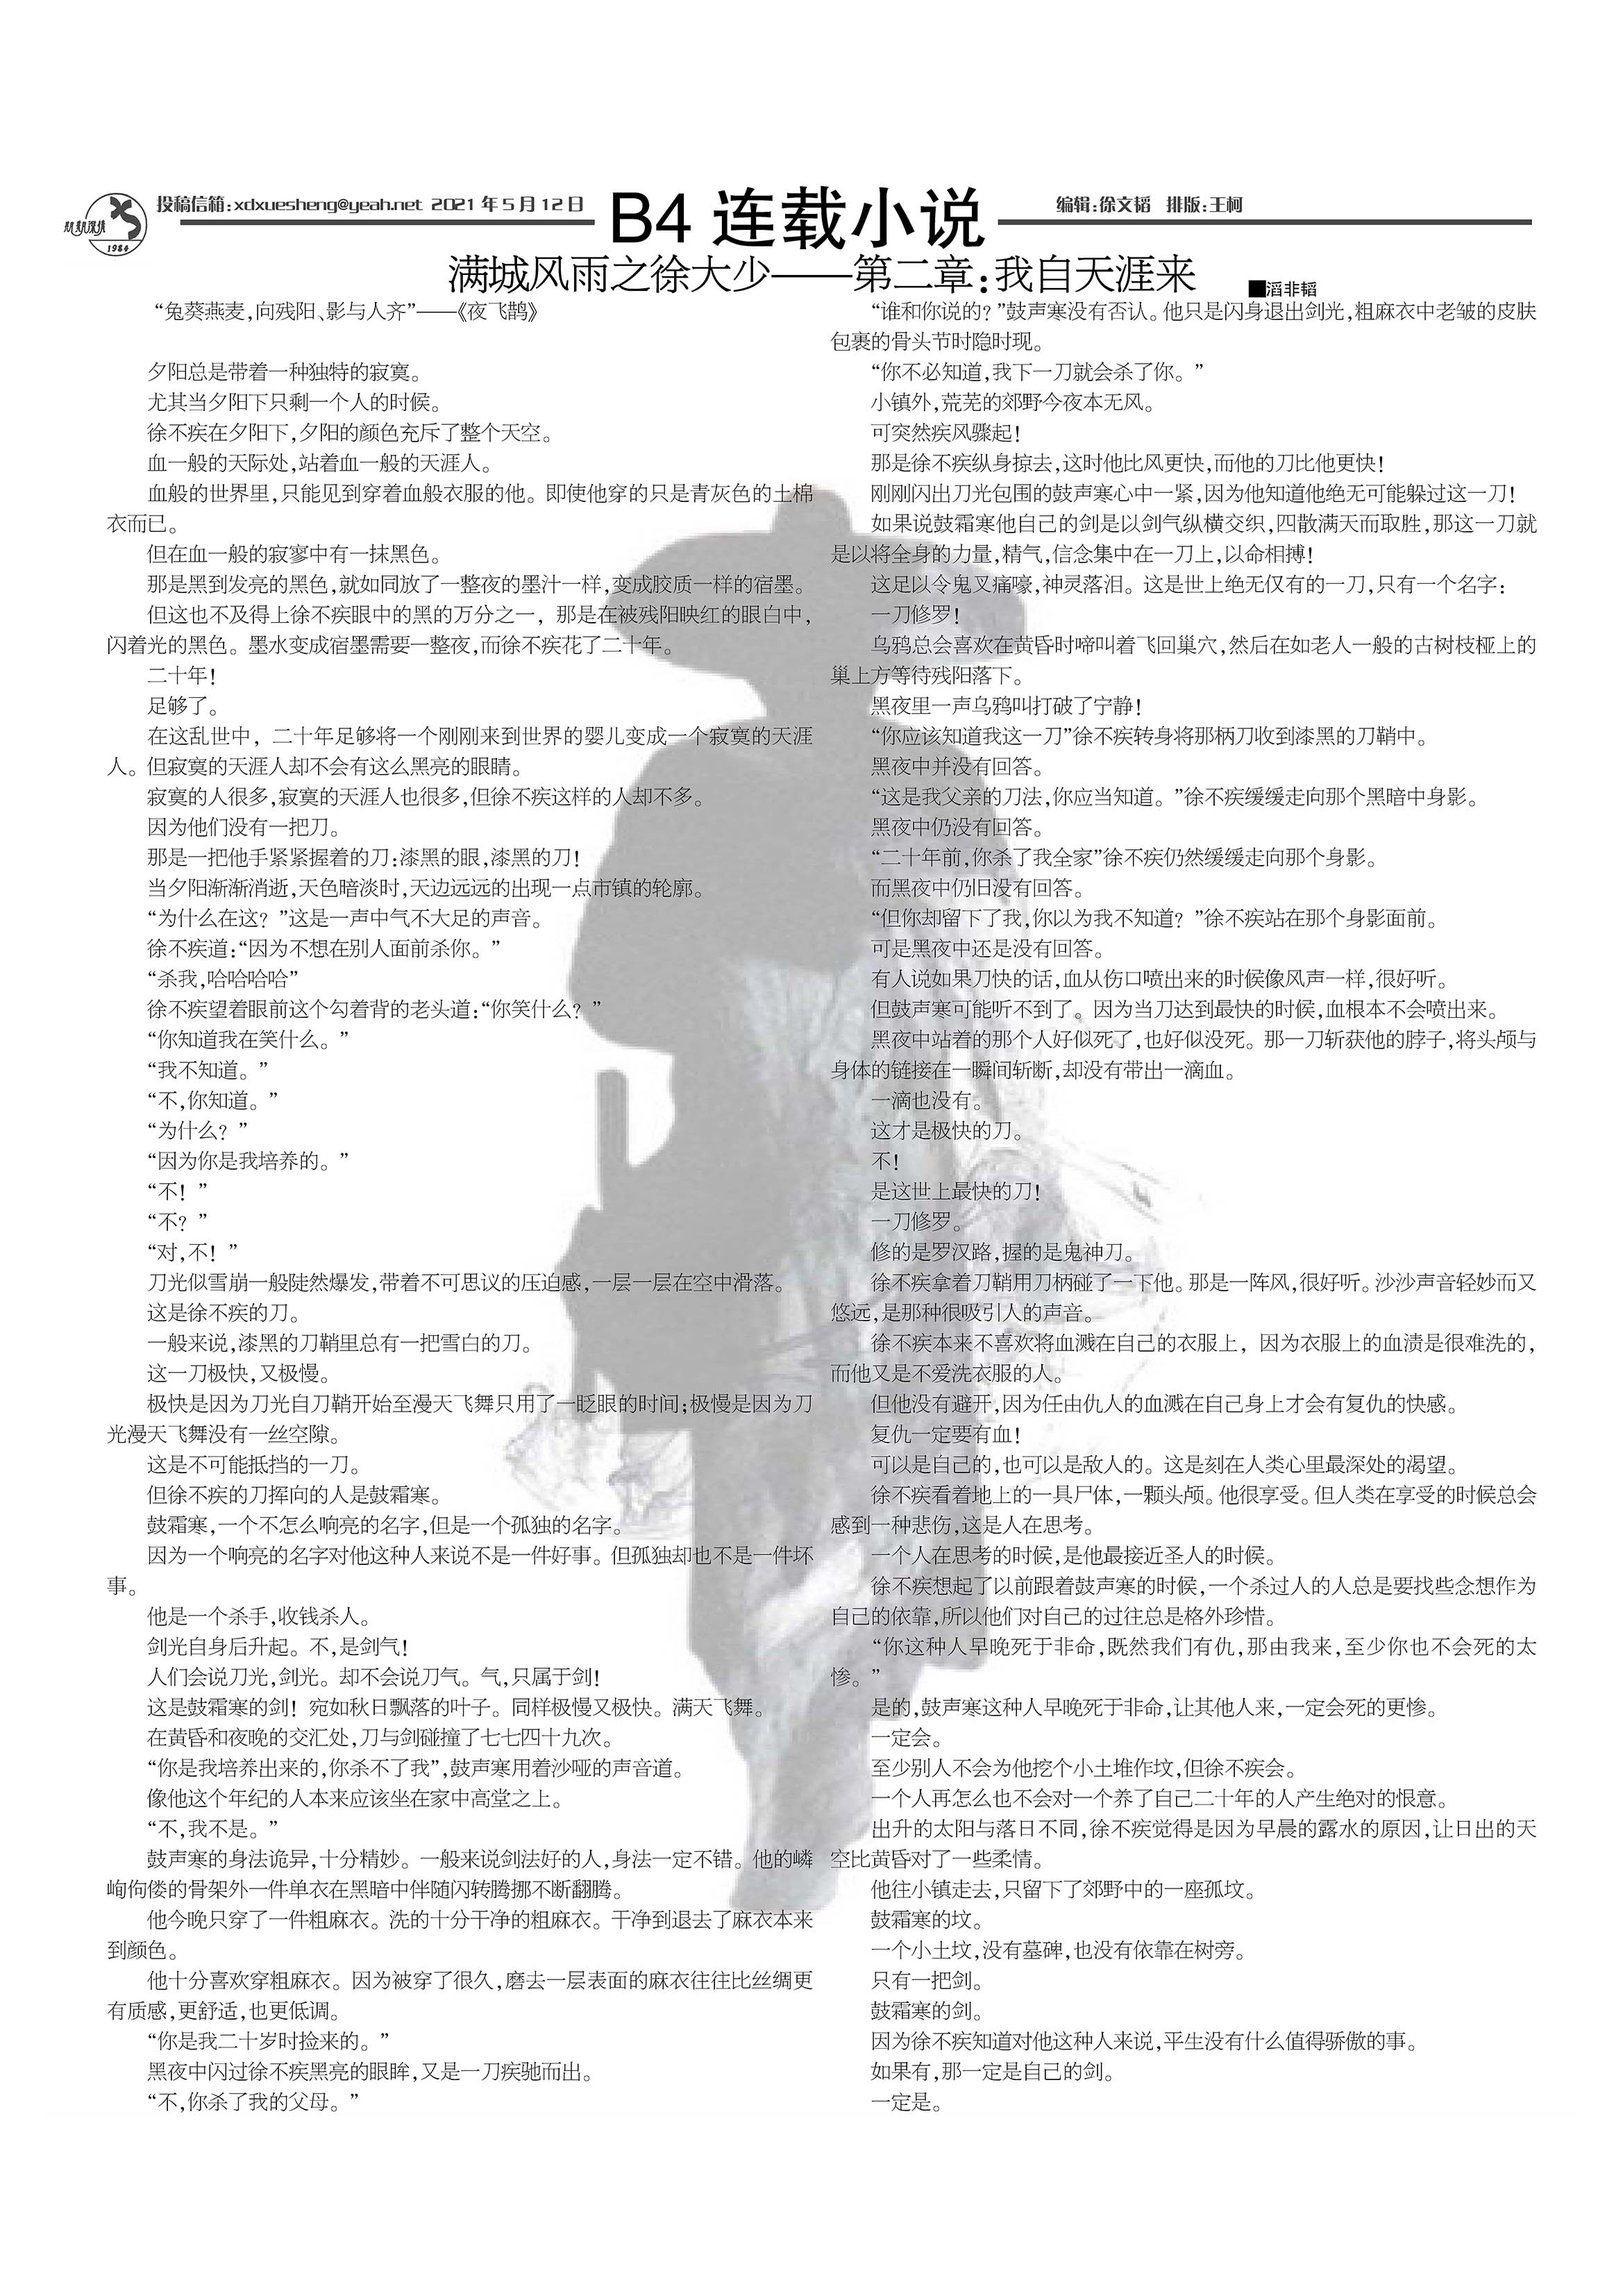 投稿信箱:xdxuesheng@yeah.net 2021年5月12日
B4 连载小说
编辑:徐文韬 排版:王柯
1984
满城风雨之徐大少——第二章:我自天涯来
■滔非韬
“兔葵燕麦,向残阳、影与人齐”——《夜飞鹊》
夕阳总是带着一种独特的寂寞。
尤其当夕阳下只剩一个人的时候。
徐不疾在夕阳下,夕阳的颜色充斥了整个天空。
血一般的天际处,站着血一般的天涯人。
血般的世界里,只能见到穿着血般衣服的他。即使他穿的只是青灰色的土棉
衣而已。
但在血一般的寂寥中有一抹黑色。
那是黑到发亮的黑色,就如同放了一整夜的墨汁一样,变成胶质一样的宿墨。
但这也不及得上徐不疾眼中的黑的万分之一，那是在被残阳映红的眼白中，
闪着光的黑色。墨水变成宿墨需要一整夜,而徐不疾花了二十年。
二十年!
足够了。
在这乱世中，二十年足够将一个刚刚来到世界的婴儿变成一个寂寞的天涯
人。但寂寞的天涯人却不会有这么黑亮的眼睛。
寂寞的人很多,寂寞的天涯人也很多,但徐不疾这样的人却不多。
因为他们没有一把刀。
那是一把他手紧紧握着的刀:漆黑的眼,漆黑的刀!
当夕阳渐渐消逝,天色暗淡时,天边远远的出现一点市镇的轮廓。
“为什么在这？”这是一声中气不大足的声音。
徐不疾道:“因为不想在别人面前杀你。”
“杀我,哈哈哈哈”
徐不疾望着眼前这个勾着背的老头道:“你笑什么？”
“你知道我在笑什么。”
“我不知道。”
“不,你知道。”
“为什么？”
“因为你是我培养的。”
“不！”
“不？”
“对,不！”
刀光似雪崩一般陡然爆发,带着不可思议的压迫感,一层一层在空中滑落。
这是徐不疾的刀。
一般来说,漆黑的刀鞘里总有一把雪白的刀。
这一刀极快,又极慢。
极快是因为刀光自刀鞘开始至漫天飞舞只用了一眨眼的时间;极慢是因为刀
光漫天飞舞没有一丝空隙。
这是不可能抵挡的一刀。
但徐不疾的刀挥向的人是鼓霜寒。
鼓霜寒,一个不怎么响亮的名字,但是一个孤独的名字。
因为一个响亮的名字对他这种人来说不是一件好事。但孤独却也不是一件坏
事。
他是一个杀手,收钱杀人。
剑光自身后升起。不,是剑气!
人们会说刀光,剑光。却不会说刀气。气,只属于剑!
这是鼓霜寒的剑！宛如秋日飘落的叶子。同样极慢又极快。满天飞舞。
在黄昏和夜晚的交汇处,刀与剑碰撞了七七四十九次。
“你是我培养出来的,你杀不了我”,鼓声寒用着沙哑的声音道。
像他这个年纪的人本来应该坐在家中高堂之上。
“不,我不是。”
鼓声寒的身法诡异,十分精妙。一般来说剑法好的人,身法一定不错。他的嶙
峋佝偻的骨架外一件单衣在黑暗中伴随闪转腾挪不断翻腾。
他今晚只穿了一件粗麻衣。洗的十分干净的粗麻衣。干净到退去了麻衣本来
到颜色。
他十分喜欢穿粗麻衣。因为被穿了很久,磨去一层表面的麻衣往往比丝绸更
有质感,更舒适,也更低调。
“你是我二十岁时捡来的。”
黑夜中闪过徐不疾黑亮的眼眸,又是一刀疾驰而出。
“不,你杀了我的父母。”
“谁和你说的？”鼓声寒没有否认。他只是闪身退出剑光,粗麻衣中老皱的皮肤
包裹的骨头节时隐时现。
“你不必知道,我下一刀就会杀了你。”
小镇外,荒芜的郊野今夜本无风。
可突然疾风骤起!
那是徐不疾纵身掠去,这时他比风更快,而他的刀比他更快!
刚刚闪出刀光包围的鼓声寒心中一紧,因为他知道他绝无可能躲过这一刀!
如果说鼓霜寒他自己的剑是以剑气纵横交织,四散满天而取胜,那这一刀就
是以将全身的力量,精气,信念集中在一刀上,以命相搏!
这足以令鬼叉痛嚎,神灵落泪。这是世上绝无仅有的一刀,只有一个名字:
一刀修罗!
乌鸦总会喜欢在黄昏时啼叫着飞回巢穴,然后在如老人一般的古树枝桠上的
巢上方等待残阳落下。
黑夜里一声乌鸦叫打破了宁静!
“你应该知道我这一刀”徐不疾转身将那柄刀收到漆黑的刀鞘中。
黑夜中并没有回答。
“这是我父亲的刀法,你应当知道。”徐不疾缓缓走向那个黑暗中身影。
黑夜中仍没有回答。
“二十年前,你杀了我全家”徐不疾仍然缓缓走向那个身影。
而黑夜中仍旧没有回答。
“但你却留下了我,你以为我不知道？”徐不疾站在那个身影面前。
可是黑夜中还是没有回答。
有人说如果刀快的话,血从伤口喷出来的时候像风声一样,很好听。
但鼓声寒可能听不到了。因为当刀达到最快的时候,血根本不会喷出来。
黑夜中站着的那个人好似死了,也好似没死。那一刀斩获他的脖子,将头颅与
身体的链接在一瞬间斩断,却没有带出一滴血。
一滴也没有。
这才是极快的刀。
不!
是这世上最快的刀!
一刀修罗。
修的是罗汉路,握的是鬼神刀。
徐不疾拿着刀鞘用刀柄碰了一下他。那是一阵风,很好听。沙沙声音轻妙而又
悠远,是那种很吸引人的声音。
徐不疾本来不喜欢将血溅在自己的衣服上，因为衣服上的血渍是很难洗的,
而他又是不爱洗衣服的人。
但他没有避开,因为任由仇人的血溅在自己身上才会有复仇的快感。
复仇一定要有血!
可以是自己的,也可以是敌人的。这是刻在人类心里最深处的渴望。
徐不疾看着地上的一具尸体,一颗头颅。他很享受。但人类在享受的时候总会
感到一种悲伤,这是人在思考。
一个人在思考的时候,是他最接近圣人的时候。
徐不疾想起了以前跟着鼓声寒的时候,一个杀过人的人总是要找些念想作为
自己的依靠,所以他们对自己的过往总是格外珍惜。
“你这种人早晚死于非命,既然我们有仇,那由我来,至少你也不会死的太
惨。”
是的,鼓声寒这种人早晚死于非命,让其他人来,一定会死的更惨。
一定会。
至少别人不会为他挖个小土堆作坟,但徐不疾会。
一个人再怎么也不会对一个养了自己二十年的人产生绝对的恨意。
出升的太阳与落日不同,徐不疾觉得是因为早晨的露水的原因,让日出的天
空比黄昏对了一些柔情。
他往小镇走去,只留下了郊野中的一座孤坟。
鼓霜寒的坟。
一个小土坟,没有墓碑,也没有依靠在树旁。
只有一把剑。
鼓霜寒的剑。
因为徐不疾知道对他这种人来说,平生没有什么值得骄傲的事。
如果有,那一定是自己的剑。
一定是。